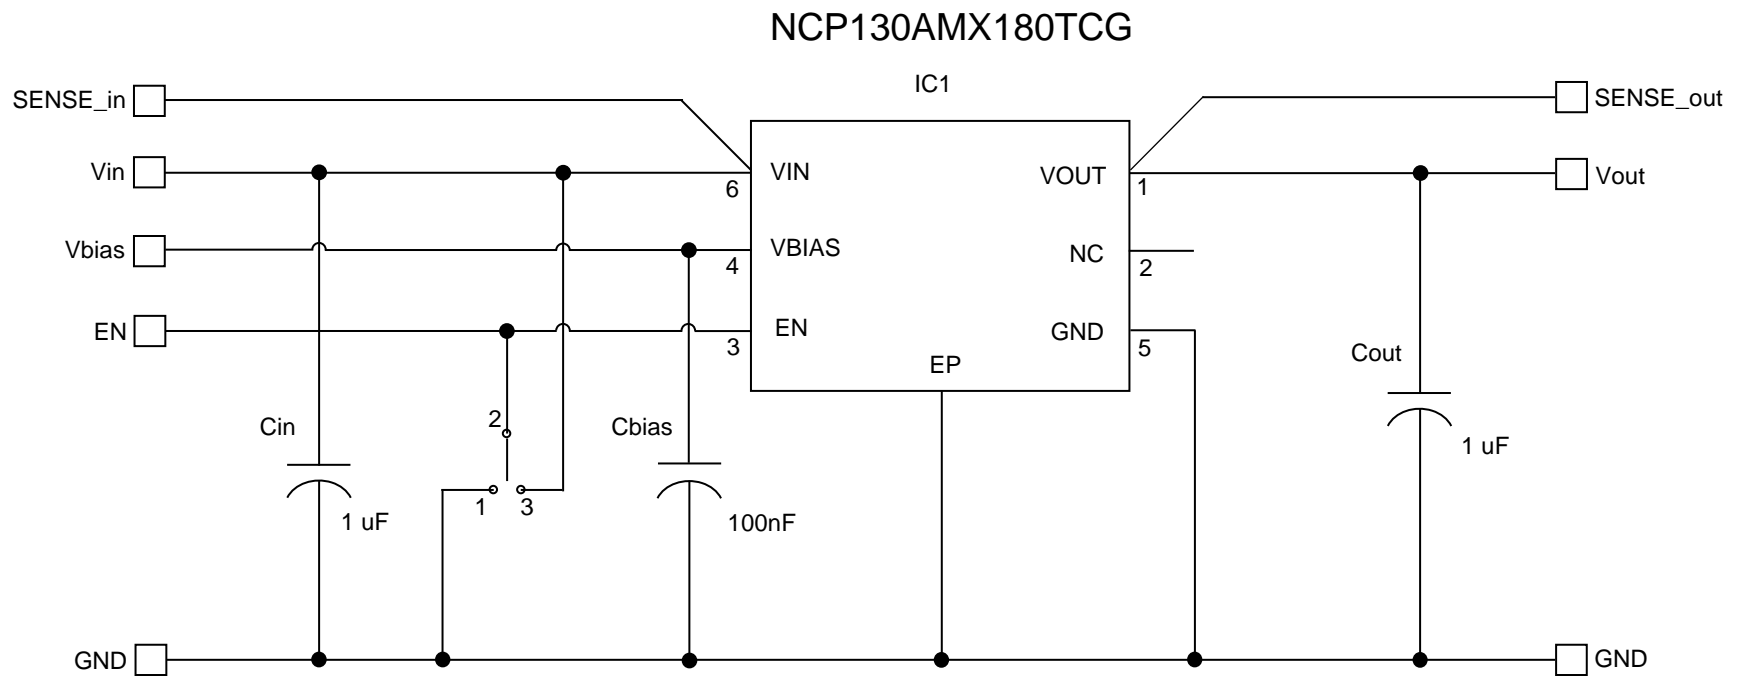 NCP130AMX180TCG
IC1
SENSE_in
SENSE_out
Vin
VIN
6
VOUT
1
Vout
Vbias
VBIAS
4
NC
2
EN
EN
3
GND
5
EP
Cout
1 uF
Cin
1 uF
2
1
3
Cbias
100nF
GND
GND